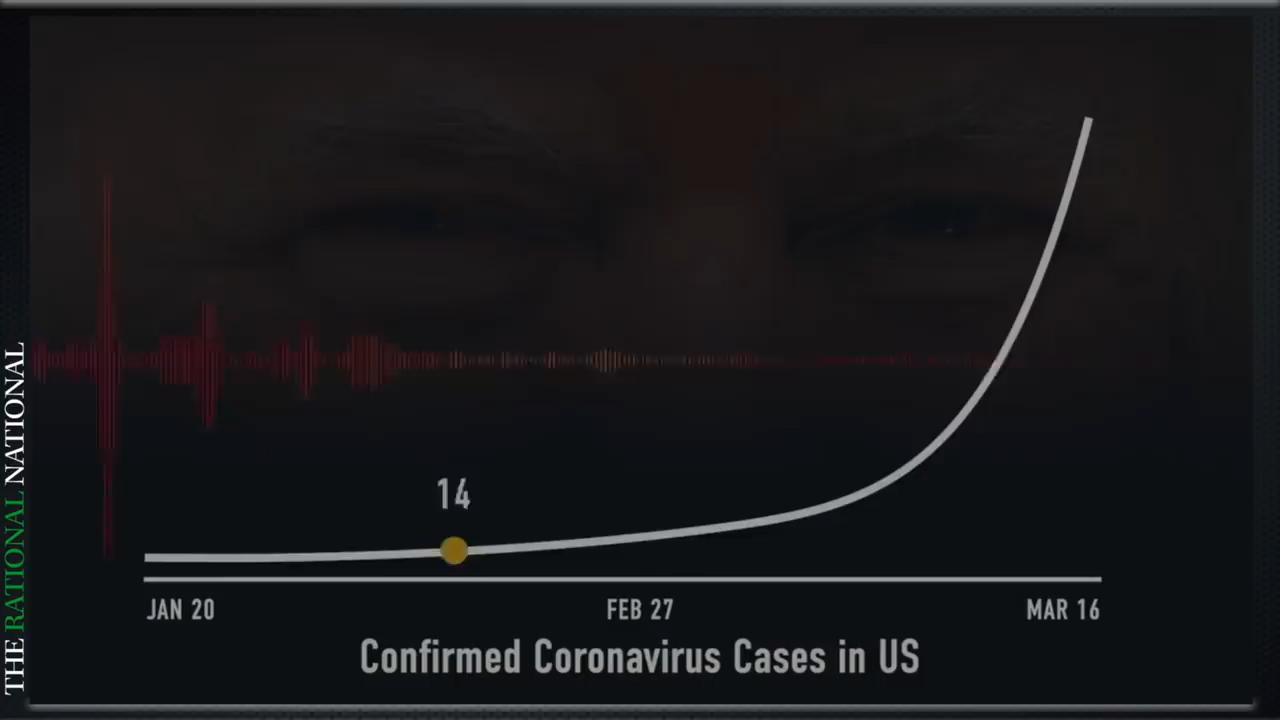 14
JAN 20 FEB 27 MAR 16
Confirmed Coronavirus Cases in US
THE RATIONAL NATIONAL